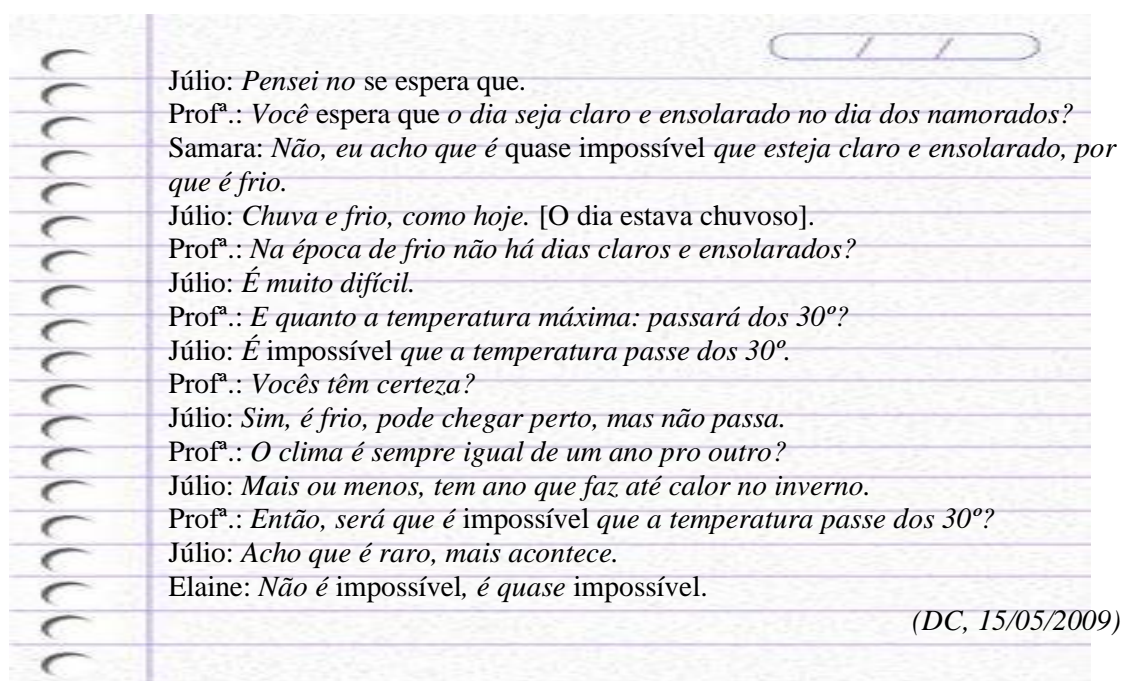 Júlio: Pensei no se espera que.
Profª.: Você espera que o dia seja claro e ensolarado no dia dos namorados?
Samara: Não, eu acho que é quase impossível que esteja claro e ensolarado, por
que é frio.
Júlio: Chuva e frio, como hoje. [O dia estava chuvoso].
Profª.: Na época de frio não há dias claros e ensolarados?
Júlio: É muito difícil.
Profª.: E quanto a temperatura máxima: passará dos 30º?
Júlio: É impossível que a temperatura passe dos 30º.
Profª.: Vocês têm certeza?
Júlio: Sim, é frio, pode chegar perto, mas não passa.
Profª.: O clima é sempre igual de um ano pro outro?
Júlio: Mais ou menos, tem ano que faz até calor no inverno.
Profª.: Então, será que é impossível que a temperatura passe dos 30º?
Júlio: Acho que é raro, mais acontece.
Elaine: Não é impossível, é quase impossível.
(DC, 15/05/2009)